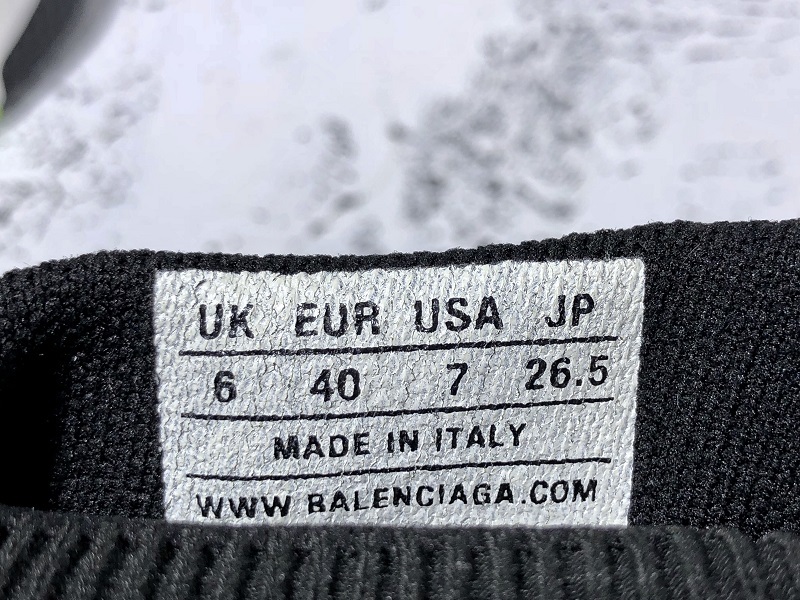 UK EUR USA JP
6 40 7 26.5
MADE IN ITALY
WWW BALENCIAGA.COM